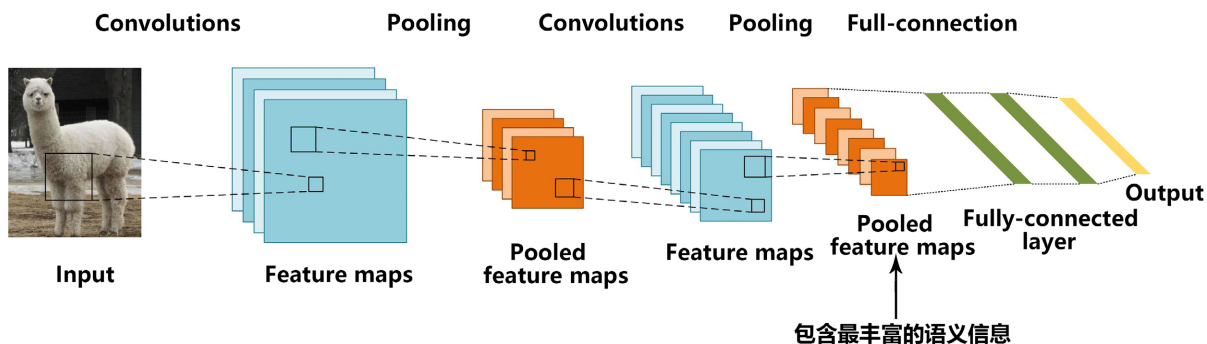 Convolutions
Pooling
Convolutions
Pooling
Full-connection
Input
Feature maps
Pooled
feature maps
Feature maps
Pooled
feature maps
Fully-connected
layer
Output
包含最丰富的语义信息